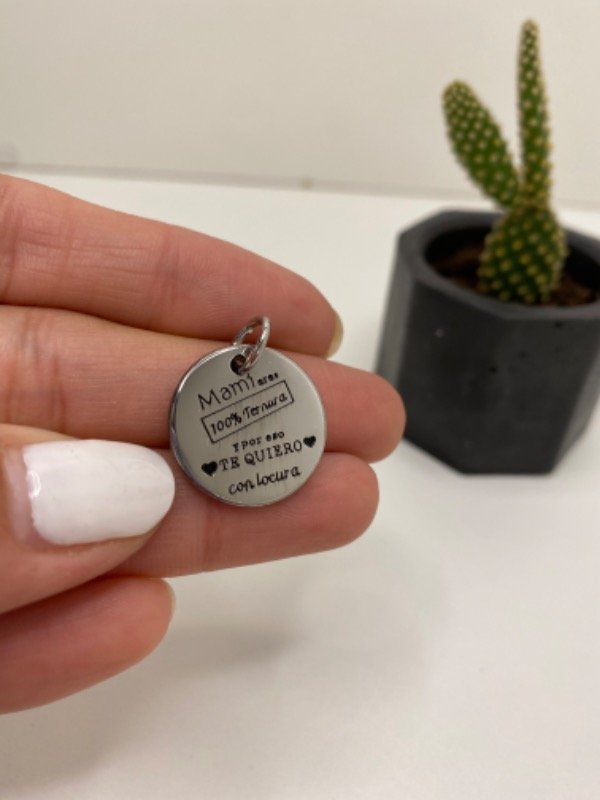 Mami eres
100% Ternura
Y Por eso
TE QUIERO
con locura